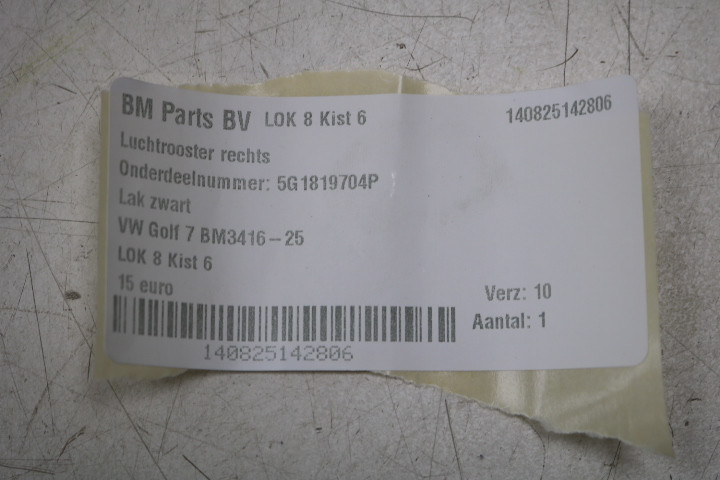 BM Parts BV LOK 8 Kist 6 140825142806
Luchtrooster rechts
Onderdeelnummer: 5G1819704P
Lak zwart
VW Golf 7 BM3416-25
LOK 8 Kist 6
15 euro
Verz: 10
Aantal: 1
140825142806